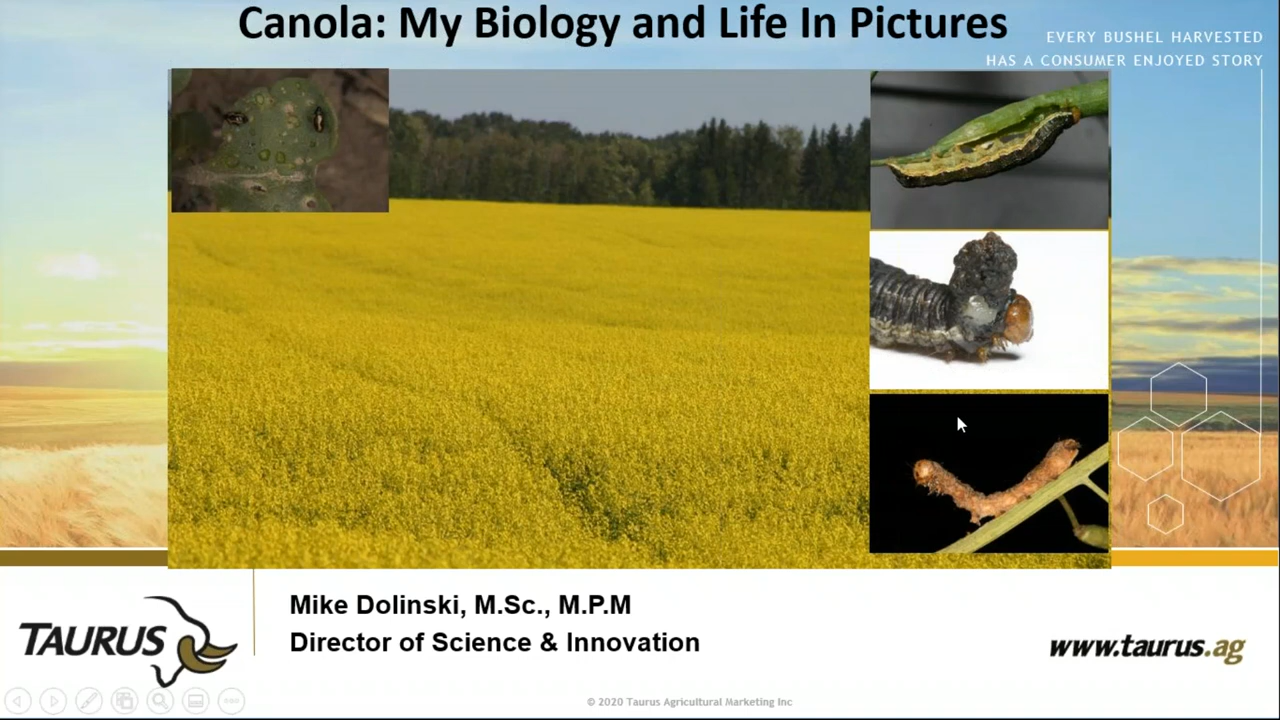 Canola: My Biology and Life In Pictures
EVERY BUSHEL HARVESTED
HAS A CONSUMER ENJOYED STORY
Mike Dolinski, M.Sc., M.P.M
Director of Science & Innovation
TAURUS
www.taurus.ag
© 2020 Taurus Agricultural Marketing Inc